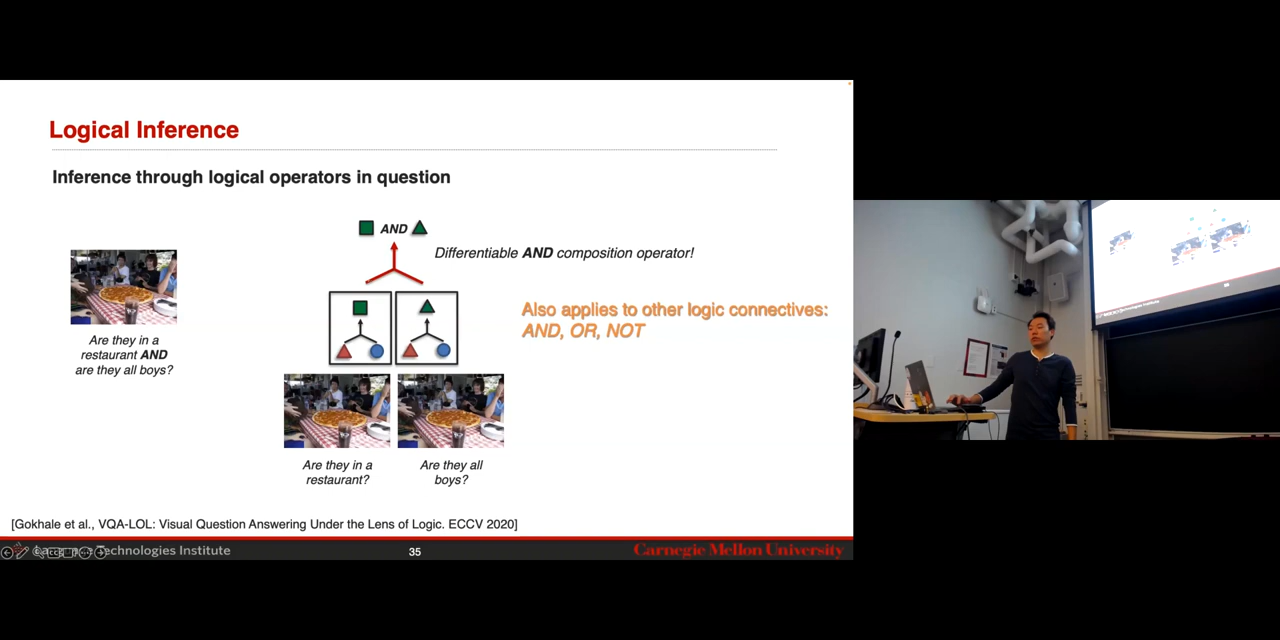 Logical Inference
Inference through logical operators in question
AND
Differentiable AND composition operator!
Also applies to other logic connectives:
AND, OR, NOT
Are they in a
restaurant AND
are they all boys?
Are they in a
restaurant?
Are they all
boys?
[Gokhale et al., VQA-LOL: Visual Question Answering Under the Lens of Logic. ECCV 2020]
Technologies Institute
35
Carnegie Mellon University